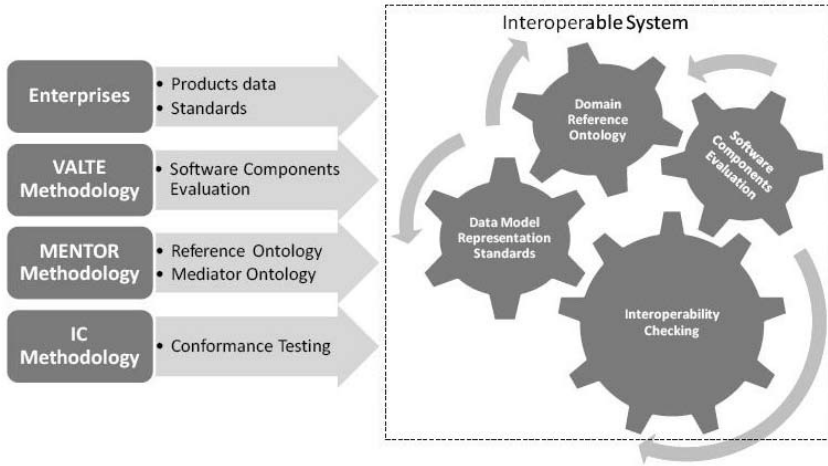 Interoperable System
Enterprises
• Products data
• Standards
VALTE
Methodology
• Software Components
Evaluation
MENTOR
Methodology
• Reference Ontology
• Mediator Ontology
IC
Methodology
• Conformance Testing
Domain
Reference
Ontology
Software
Components
Evaluation
Data Model
Representation
Standards
Interoperability
Checking